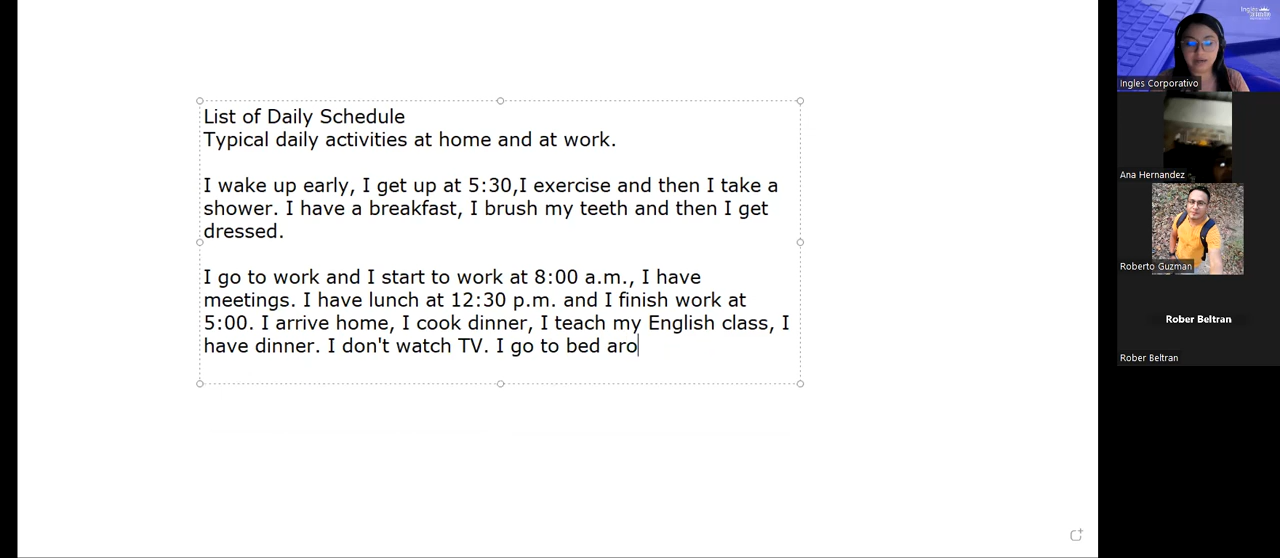 List of Daily Schedule
Typical daily activities at home and at work.
I wake up early, I get up at 5:30,I exercise and then I take a
shower. I have a breakfast, I brush my teeth and then I get
dressed.
I go to work and I start to work at 8:00 a.m., I have
meetings. I have lunch at 12:30 p.m. and I finish work at
5:00. I arrive home, I cook dinner, I teach my English class, I
have dinner. I don't watch TV. I go to bed aro
Ingles Corporativo
Ana Hernandez
Roberto Guzman
Rober Beltran
Rober Beltran